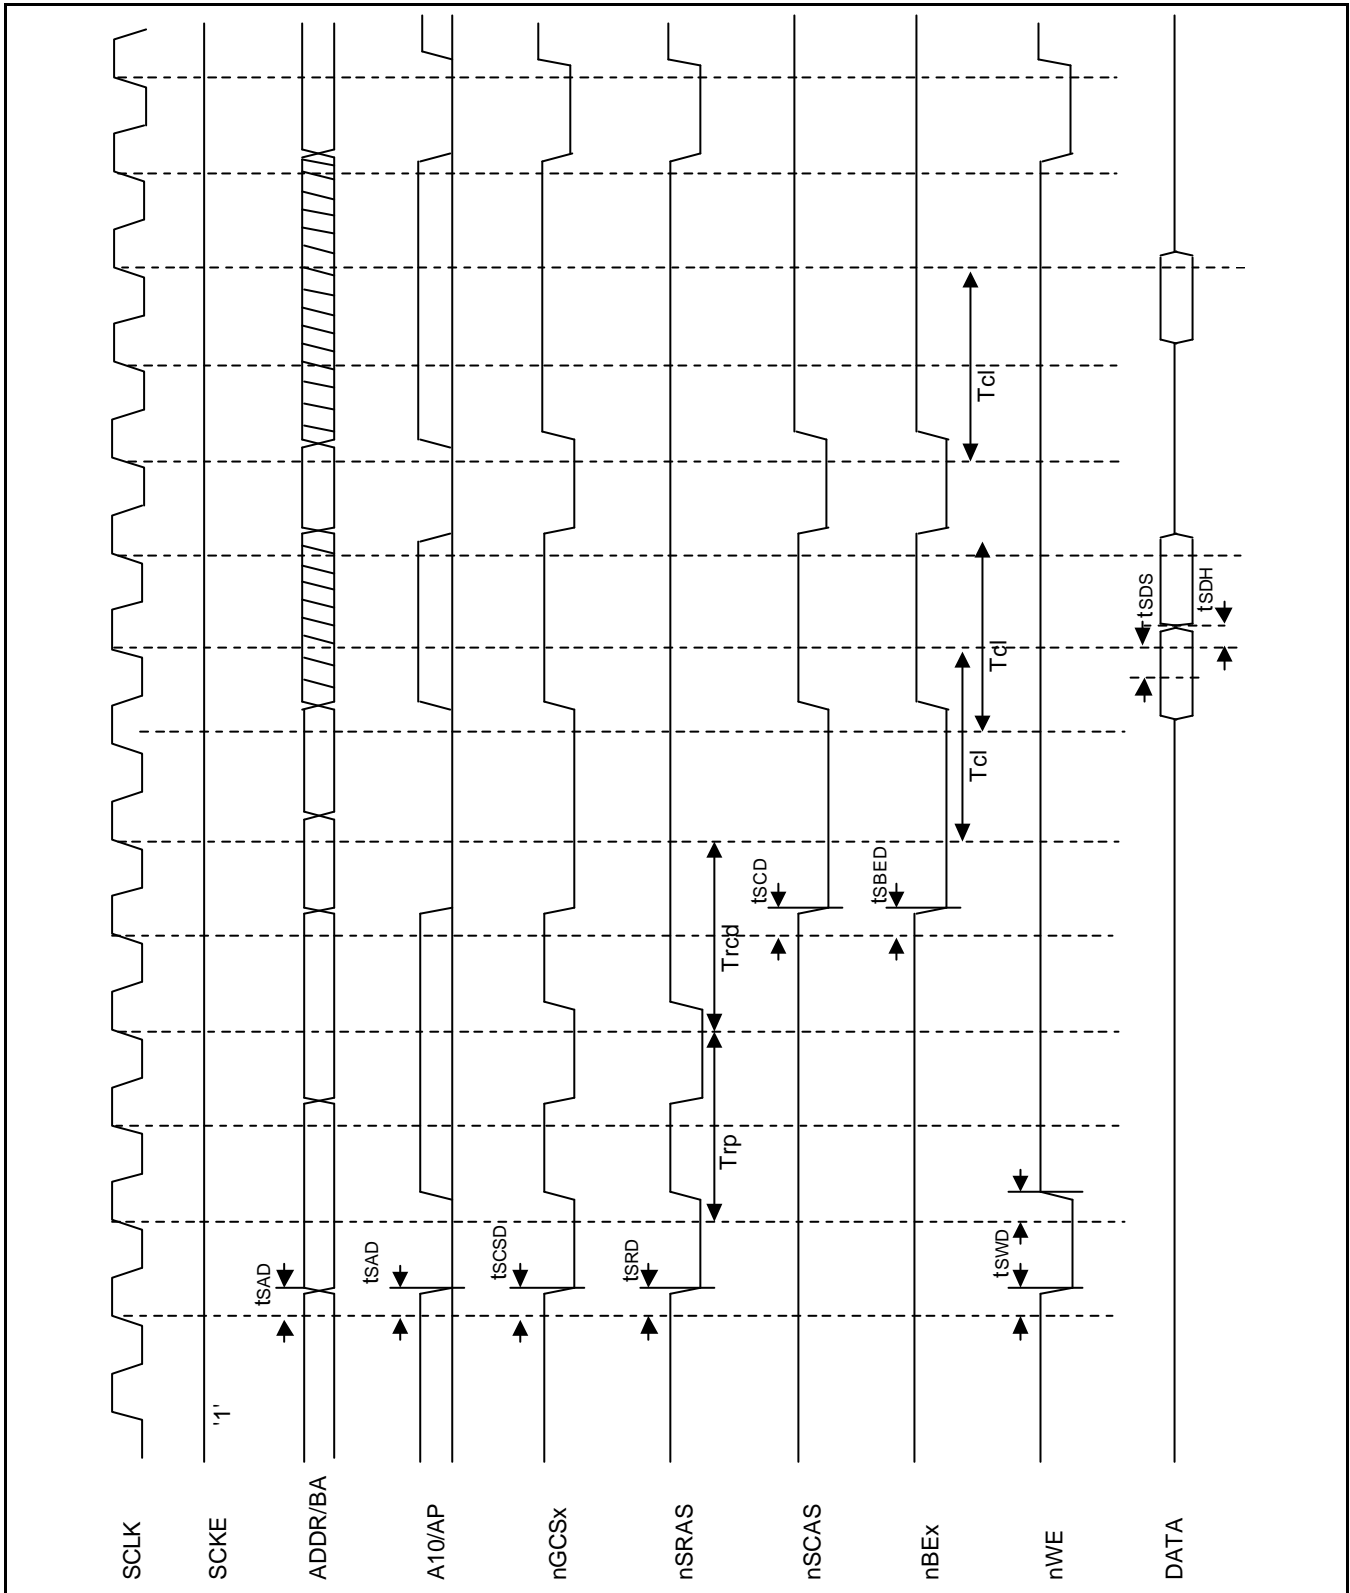 SCLK
SCKE
'1'
ADDR/BA
tSAD
A10/AP
tSAD
nGCSx
tSCSD
nSRAS
tSRD
Trp
Trcd
nSCAS
tSCD
nBEx
tSBED
Tcl
Tcl
Tcl
nWE
tSWD
DATA
tSDS
tSDH